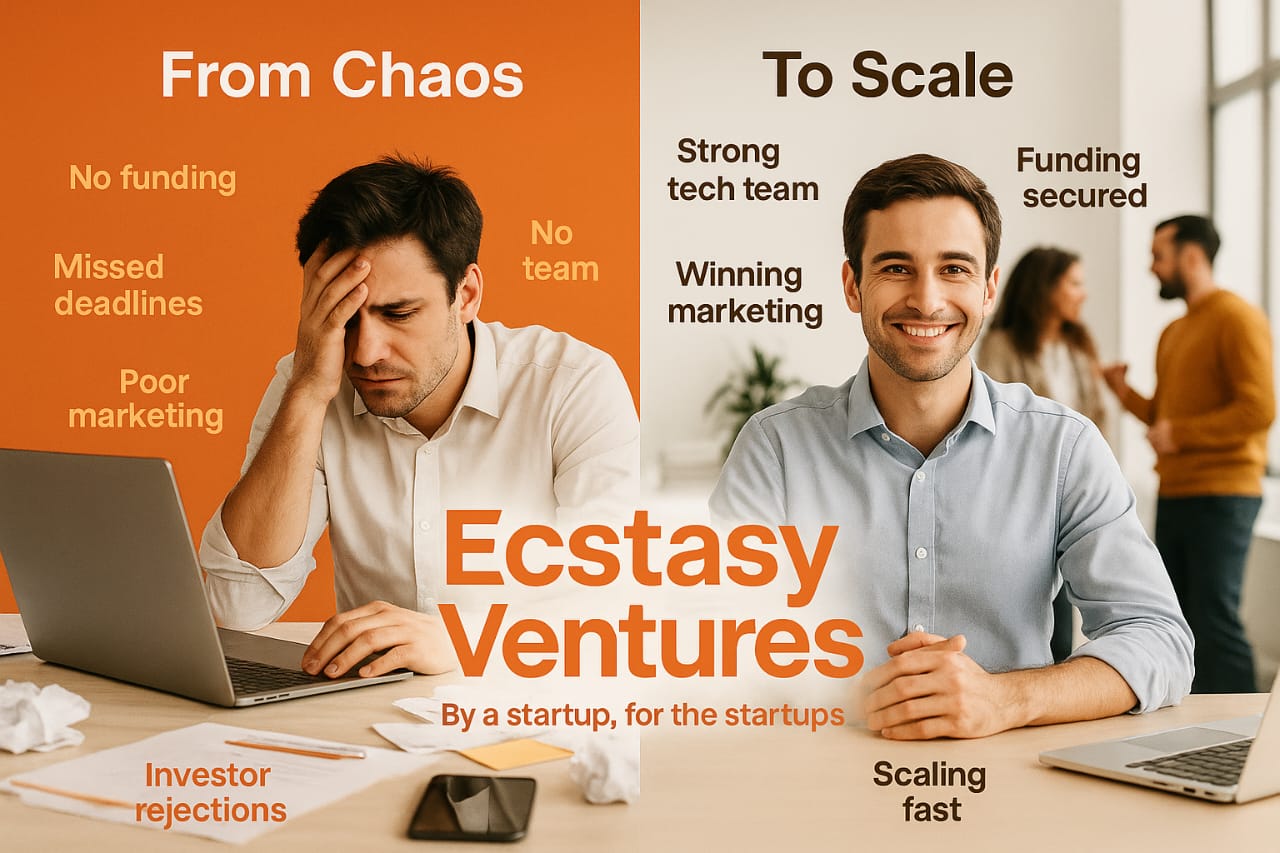 From Chaos
No funding
No
team
Missed
deadlines
Poor
marketing
Investor
rejections
To Scale
Strong
tech team
Funding
secured
Winning
marketing
Scaling
fast
Ecstasy
Ventures
By a startup, for the startups